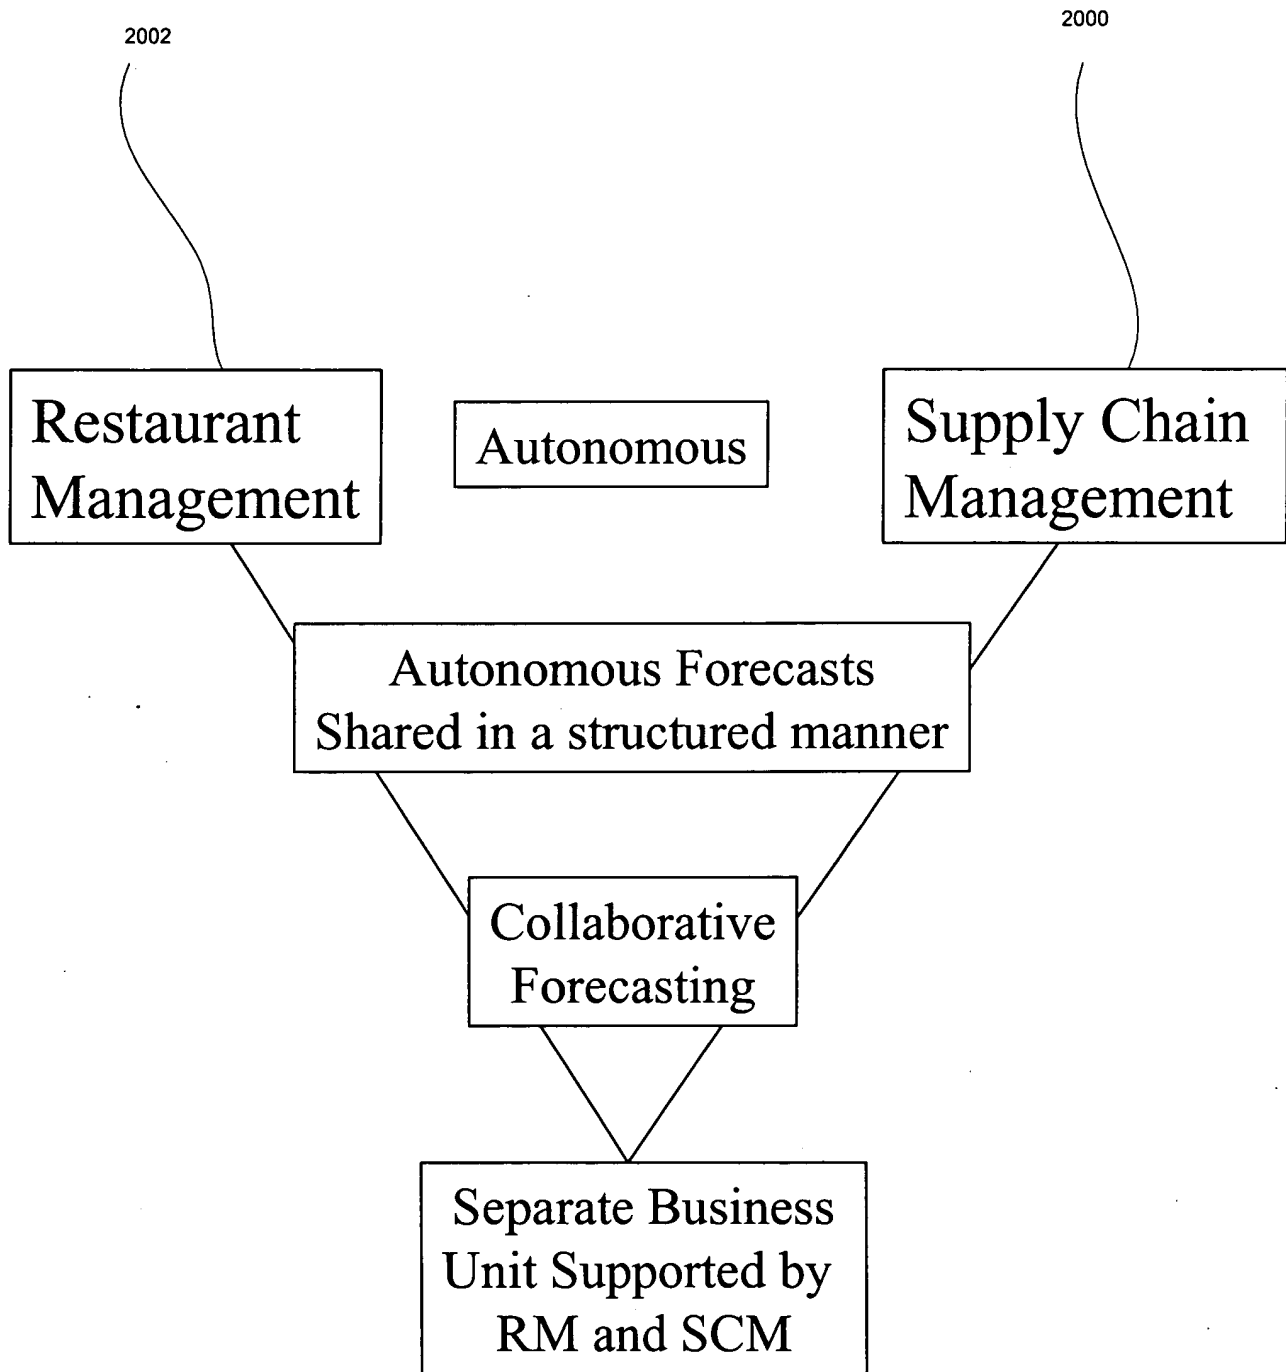 2002
2000
Restaurant
Management
Autonomous
Supply Chain
Management
Autonomous Forecasts
Shared in a structured manner
Collaborative
Forecasting
Separate Business
Unit Supported by
RM and SCM